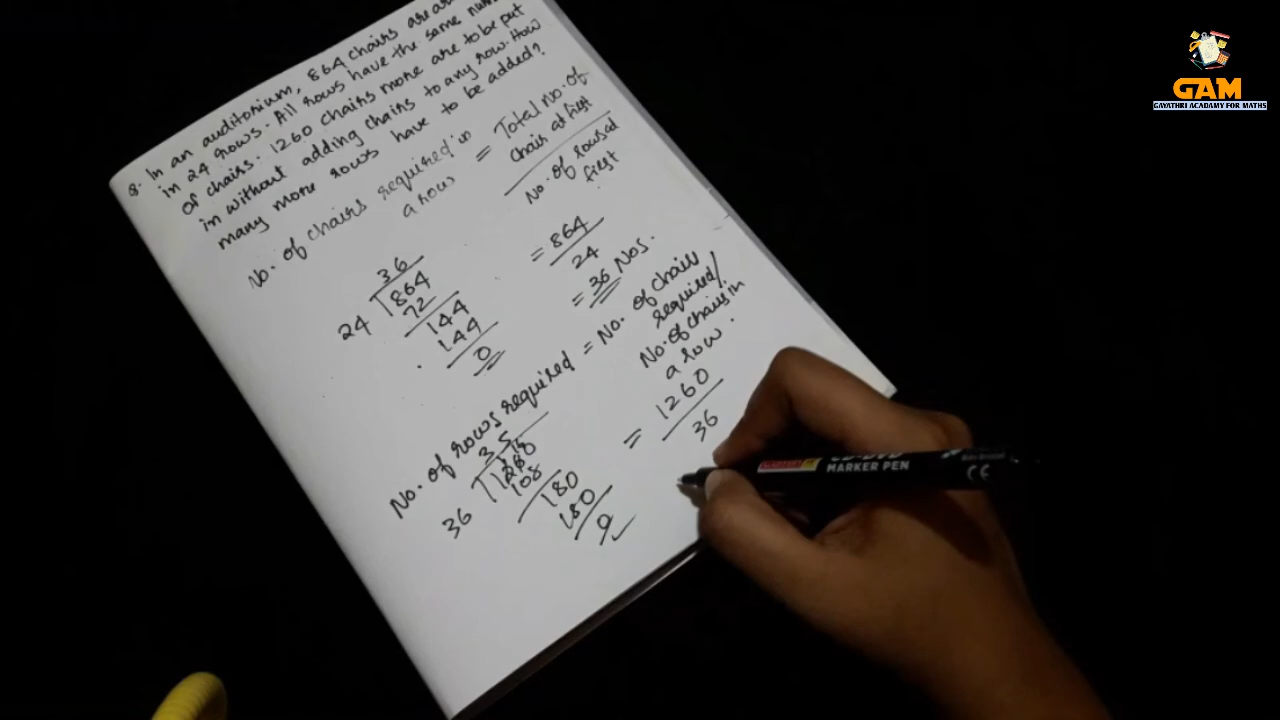 Q. In an auditorium, 864 chairs are
in 24 rows. All rows have the same
of chairs. 1260 chairs more are to be put
in without adding chairs to any row. How
many more rows have to be added?
No. of chairs required in
a row
= Total No. of
chair at first
No. of rows at
first
= 864
24
= 36 Nos.
36
24 864
72
144
144
0
No. of rows required = No. of chairs
required/
No. of chairs in
a row.
= 1260
36
35
36 1260
108
180
180
0
MARKER PEN
CE
GAM
GAYATHRI ACADAMY FOR MATHS